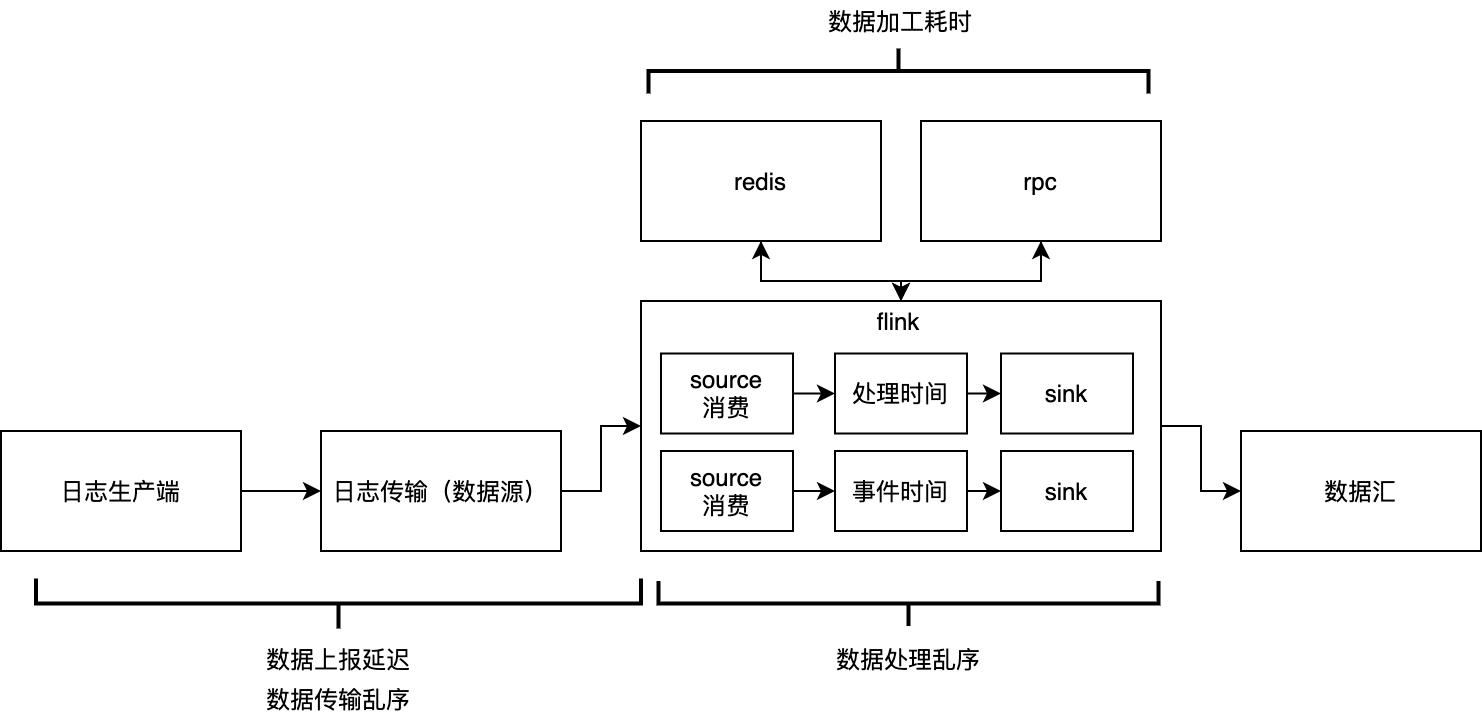 数据加工耗时
redis
rpc
flink
source
消费
处理时间
sink
source
消费
事件时间
sink
日志生产端
日志传输（数据源）
数据汇
数据上报延迟
数据传输乱序
数据处理乱序